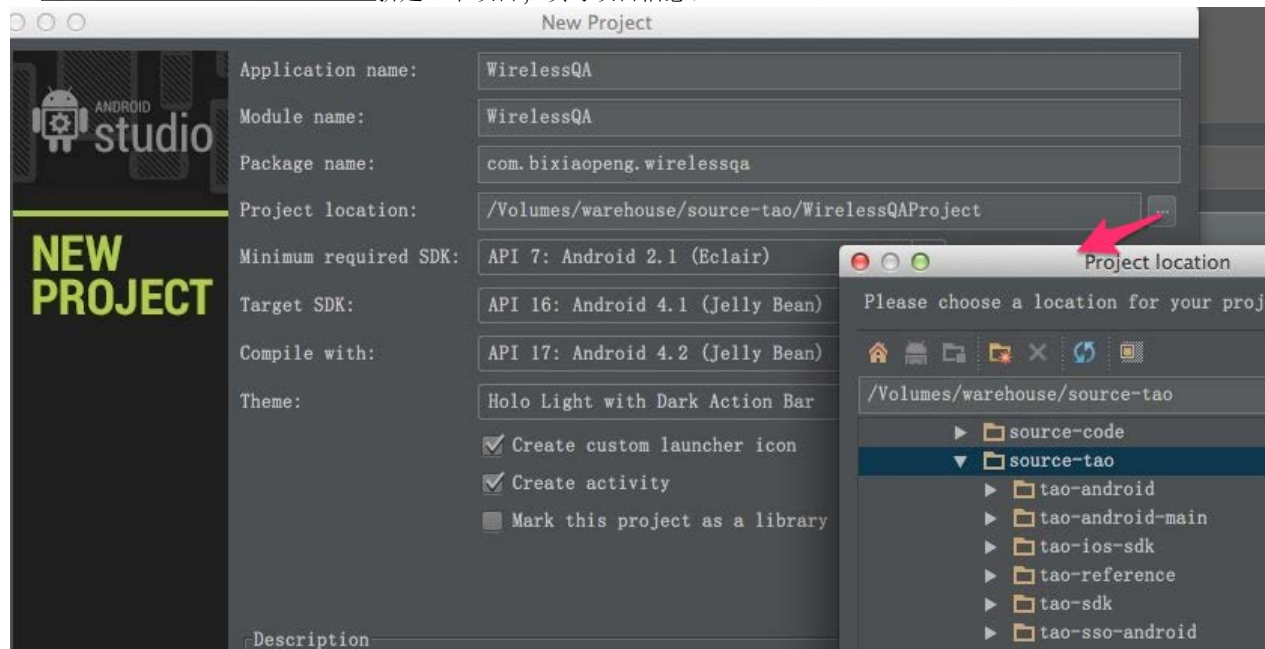 New Project
ANDROID
studio
NEW
PROJECT
Application name: WirelessQA
Module name: WirelessQA
Package name: com.bixiaopeng.wirelessqa
Project location: /Volumes/warehouse/source-tao/WirelessQAProject ...
Minimum required SDK: API 7: Android 2.1 (Eclair)
Target SDK: API 16: Android 4.1 (Jelly Bean)
Compile with: API 17: Android 4.2 (Jelly Bean)
Theme: Holo Light with Dark Action Bar
Create custom launcher icon
Create activity
Mark this project as a library
Description
Project location
Please choose a location for your proj
/Volumes/warehouse/source-tao
source-code
source-tao
tao-android
tao-android-main
tao-ios-sdk
tao-reference
tao-sdk
tao-sso-android